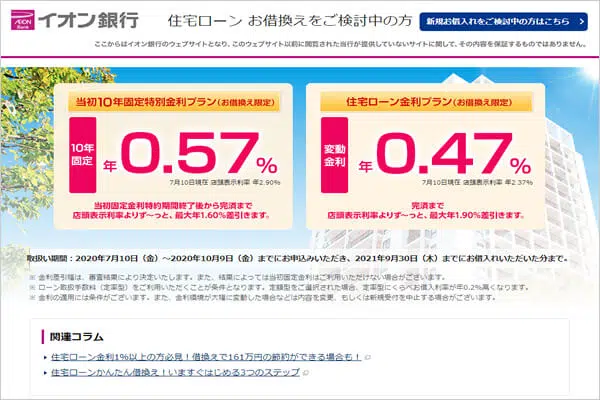 AEON Bank イオン銀行 住宅ローン お借換えをご検討中の方 新規お借入れをご検討中の方はこちら
ここからはイオン銀行のウェブサイトとなり、このウェブサイト以前に閲覧された当行が提供していないサイトに関して、その内容を保証するものではありません。
当初10年固定特別金利プラン(お借換え限定)
10年固定 年0.57%
7月10日現在 店頭表示利率 年2.90%
当初固定金利特約期間終了後から完済まで
店頭表示利率よりず〜っと、最大年1.60%差引きます。
住宅ローン金利プラン(お借換え限定)
変動金利 年0.47%
7月10日現在 店頭表示利率 年2.37%
完済まで
店頭表示利率よりず〜っと、最大年1.90%差引きます。
取扱い期間:2020年7月10日(金)〜2020年10月9日(金)までにお申込みいただき、2021年9月30日(木)までにお借入れいただいた分まで。
※ 金利差引幅は、審査結果により決定いたします。また、結果によっては当初固定金利はご利用いただけない場合がございます。
※ ローン取扱手数料(定率型)をご利用いただくことが条件となります。定額型をご選択された場合、定率型にくらべお借入利率が年0.2%高くなります。
※ 金利の適用には条件がございます。また、金利環境が大幅に変動した場合などは内容を変更、もしくは新規受付を中止する場合がございます。
関連コラム
住宅ローン金利1%以上の方必見!借換えで161万円の節約ができる場合も!
住宅ローンかんたん借換え!いますぐはじめる3つのステップ